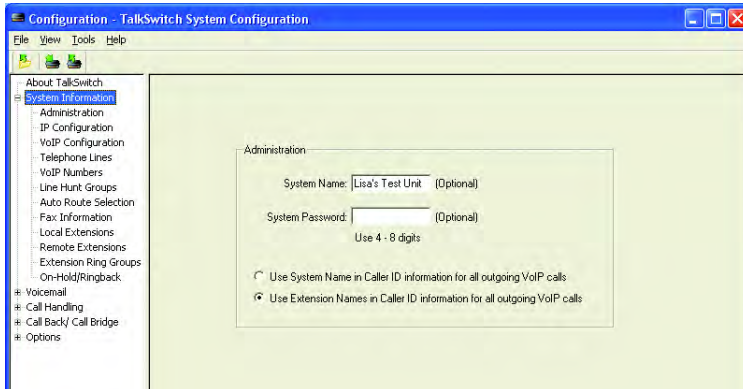 Configuration - TalkSwitch System Configuration
File View Tools Help
About TalkSwitch
System Information
Administration
IP Configuration
VoIP Configuration
Telephone Lines
VoIP Numbers
Line Hunt Groups
Auto Route Selection
Fax Information
Local Extensions
Remote Extensions
Extension Ring Groups
On-Hold/Ringback
Voicemail
Call Handling
Call Back/ Call Bridge
Options
Administration
System Name: Lisa's Test Unit (Optional)
System Password: (Optional)
Use 4 - 8 digits
Use System Name in Caller ID information for all outgoing VoIP calls
Use Extension Names in Caller ID information for all outgoing VoIP calls